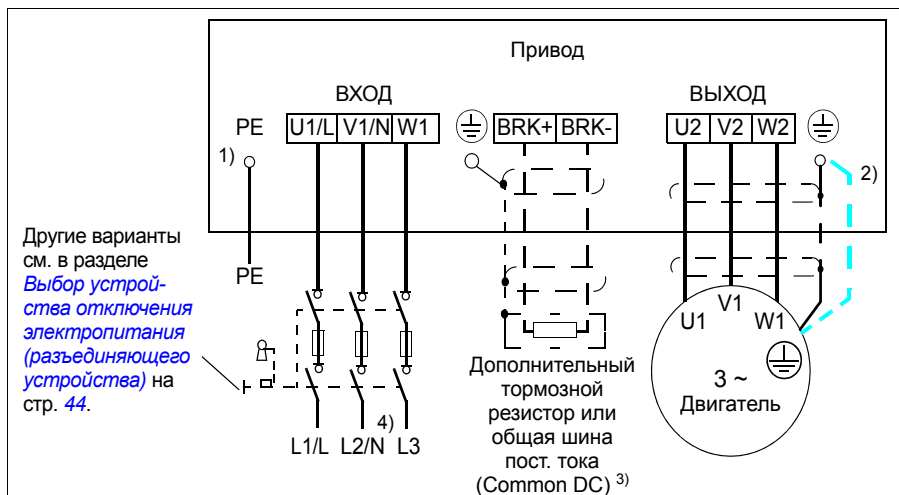 Привод
ВХОД
ВЫХОД
PE
U1/L V1/N W1
BRK+ BRK-
U2 V2 W2
1)
2)
Другие варианты
см. в разделе
Выбор устрой-
ства отключения
электропитания
(разъединяющего
устройства) на
стр. 44.
PE
U1
V1
W1
3 ~
Двигатель
4)
L1/L L2/N L3
Дополнительный
тормозной
резистор или
общая шина
пост. тока
(Common DC) 3)